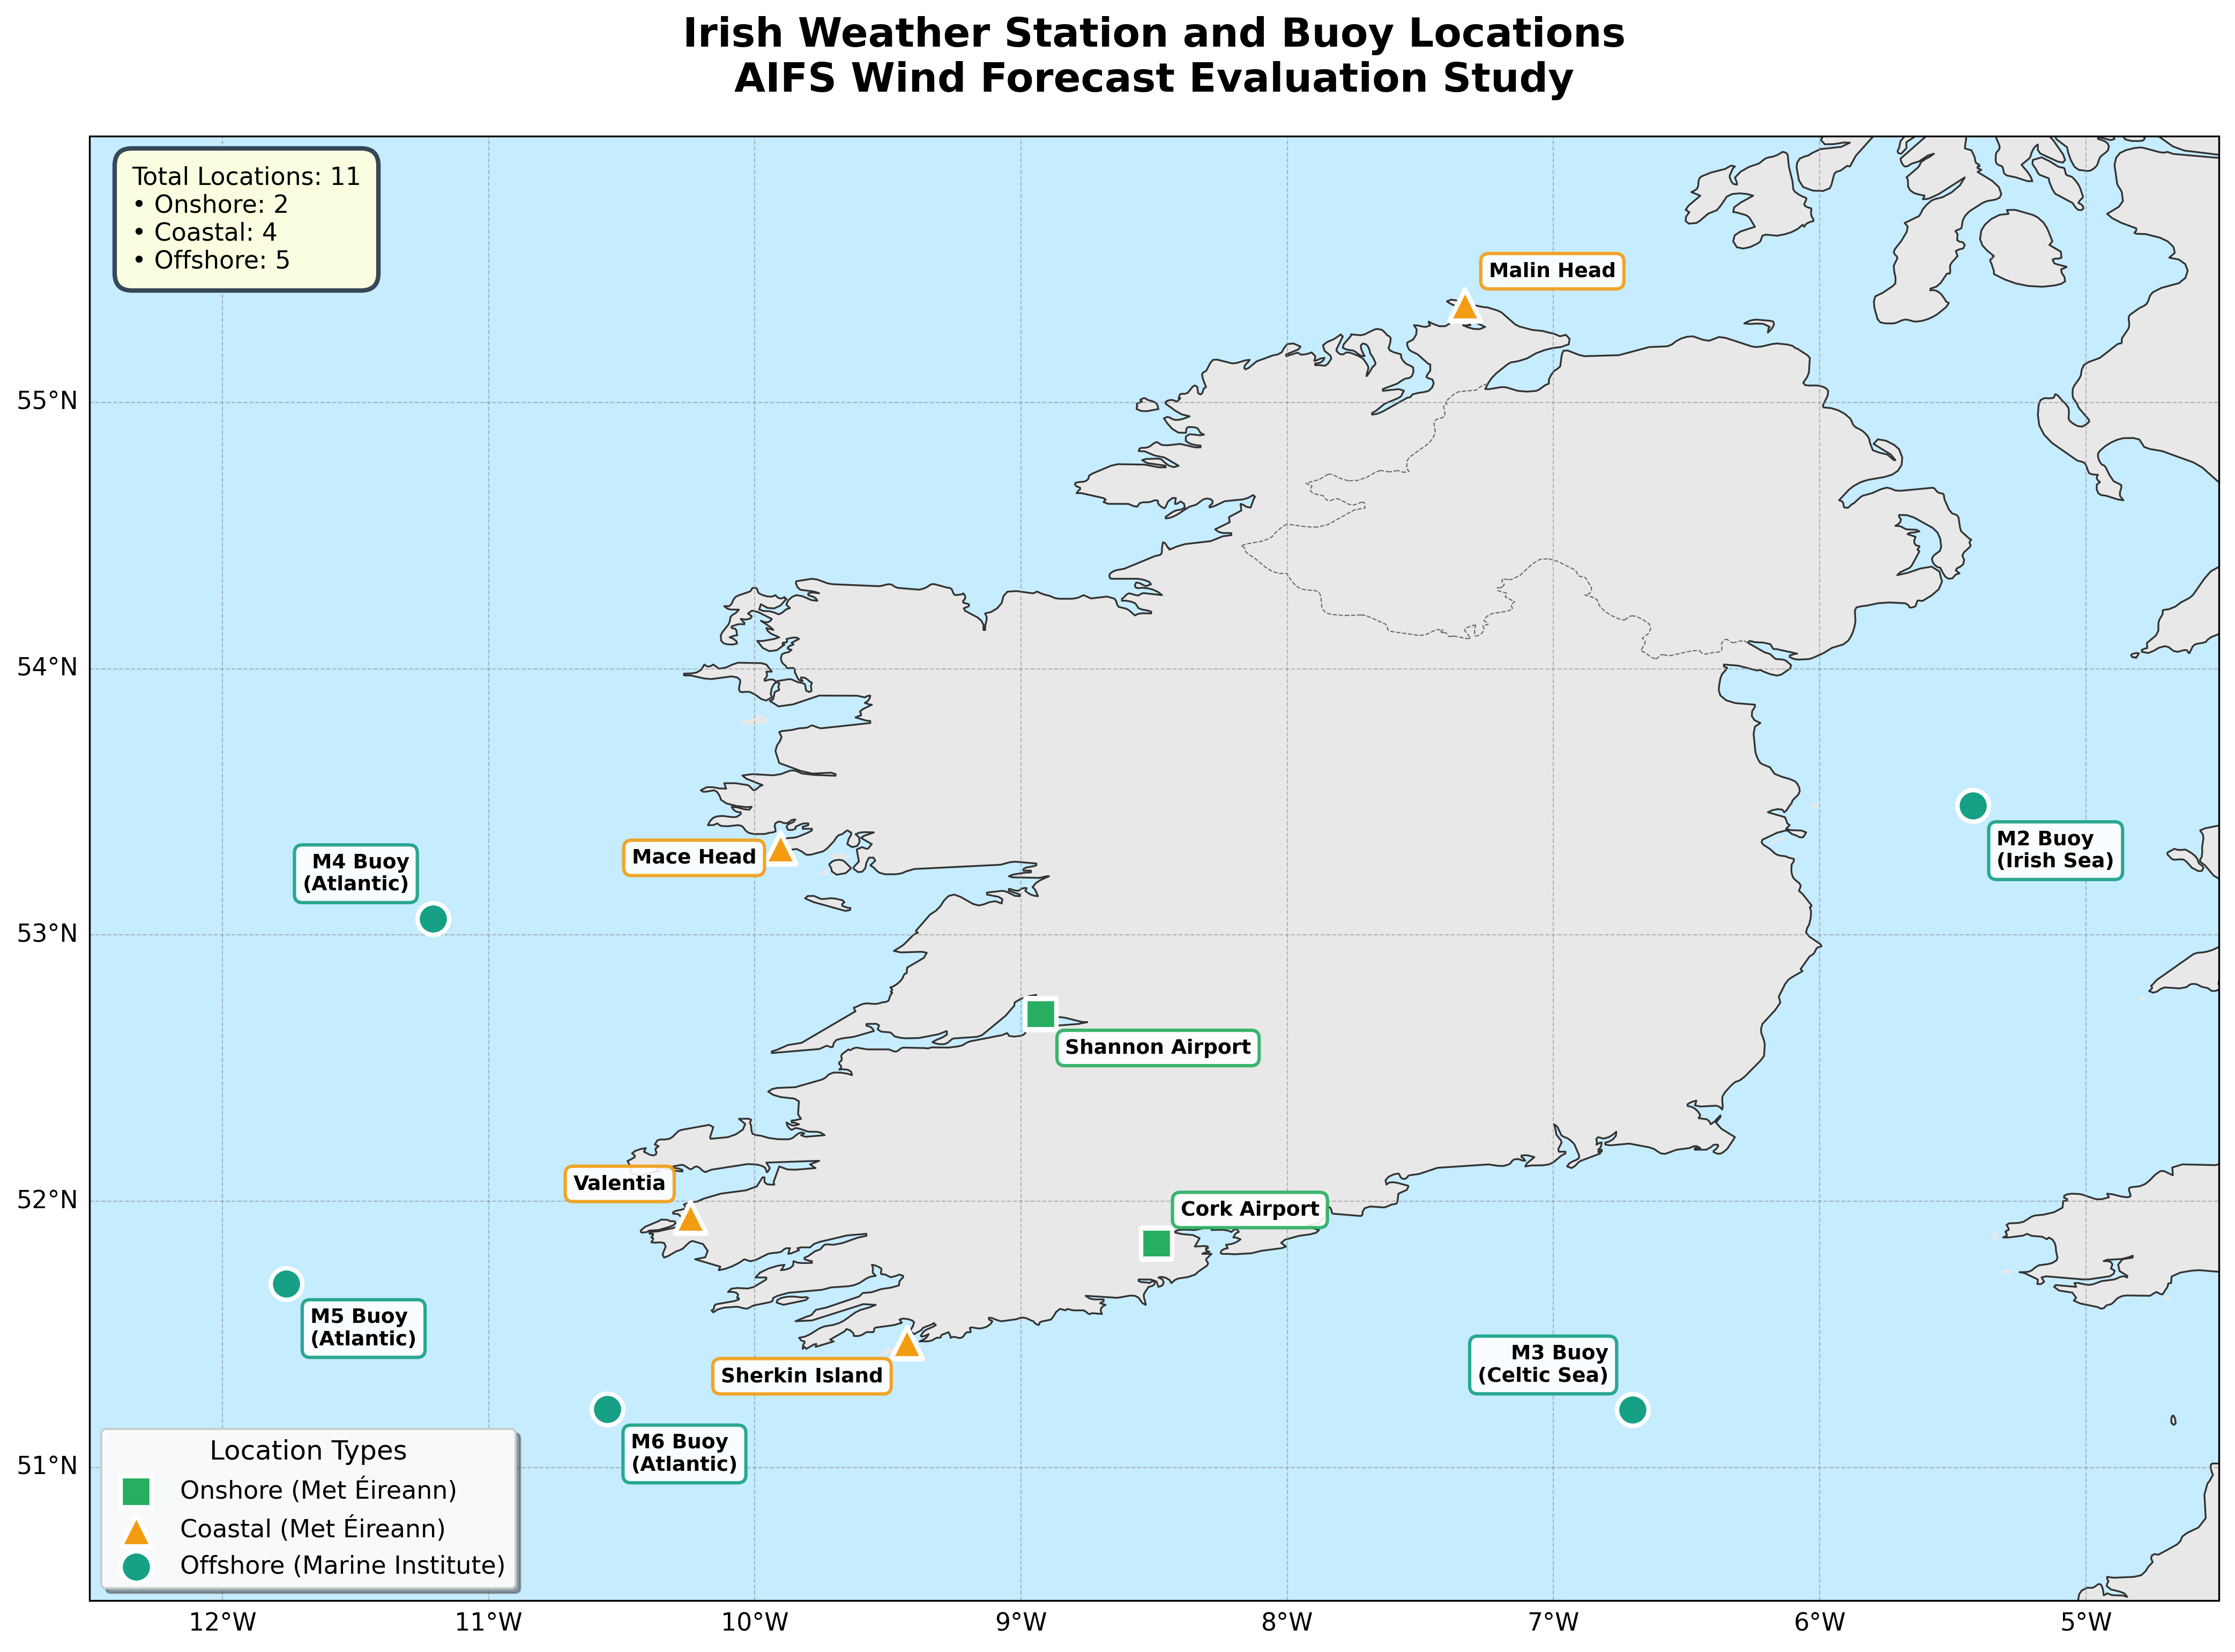 Irish Weather Station and Buoy Locations
AIFS Wind Forecast Evaluation Study
Total Locations: 11
• Onshore: 2
• Coastal: 4
• Offshore: 5
Malin Head
55°N
54°N
M2 Buoy
(Irish Sea)
Mace Head
M4 Buoy
(Atlantic)
53°N
Shannon Airport
Valentia
52°N
Cork Airport
M5 Buoy
(Atlantic)
Sherkin Island
M3 Buoy
(Celtic Sea)
M6 Buoy
(Atlantic)
51°N
Location Types
Onshore (Met Éireann)
Coastal (Met Éireann)
Offshore (Marine Institute)
12°W
11°W
10°W
9°W
8°W
7°W
6°W
5°W